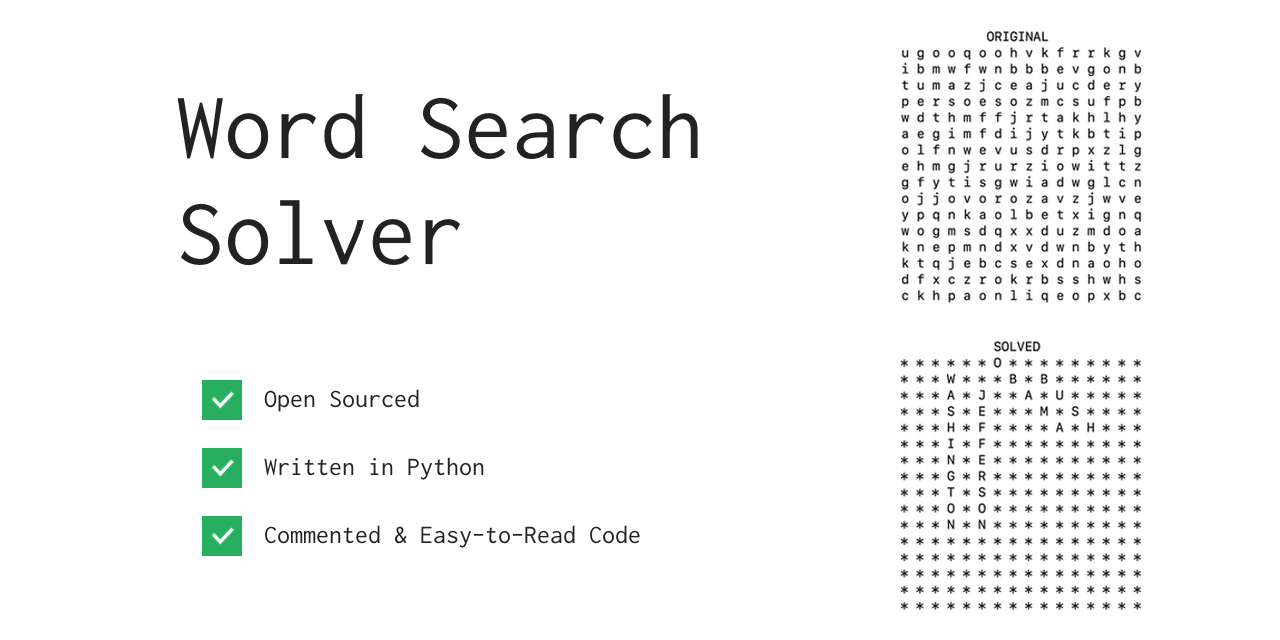 Word Search
Solver
Open Sourced
Written in Python
Commented & Easy-to-Read Code
ORIGINAL
u g o o q o o h v k f r r k g v
i b m w f w n b b b e v g o n b
t u m a z j c e a j u c d e r y
p e r s o e s o z m c s u f p b
w d t h m f f j r t a k h l h y
a e g i m f d i j y t k b t i p
o l f n w e v u s d r p x z l g
e h m g j r u r z i o w i t t z
g f y t i s g w i a d w g l c n
o j j o v o r o z a v z j w v e
y p q n k a o l b e t x i g n q
w o g m s d q x x d u z m d o a
k n e p m n d x v d w n b y t h
k t q j e b c s e x d n a o h o
d f x c z r o k r b s s h w h s
c k h p a o n l i q e o p x b c
SOLVED
* * * * * * O * * * * * * * * *
* * * W * * * B * B * * * * * *
* * * A * J * * A * U * * * * *
* * * S * E * * * M * S * * * *
* * * H * F * * * * A * H * * *
* * * I * F * * * * * * * * * *
* * * N * E * * * * * * * * * *
* * * G * R * * * * * * * * * *
* * * T * S * * * * * * * * * *
* * * O * O * * * * * * * * * *
* * * N * N * * * * * * * * * *
* * * * * * * * * * * * * * * *
* * * * * * * * * * * * * * * *
* * * * * * * * * * * * * * * *
* * * * * * * * * * * * * * * *
* * * * * * * * * * * * * * * *